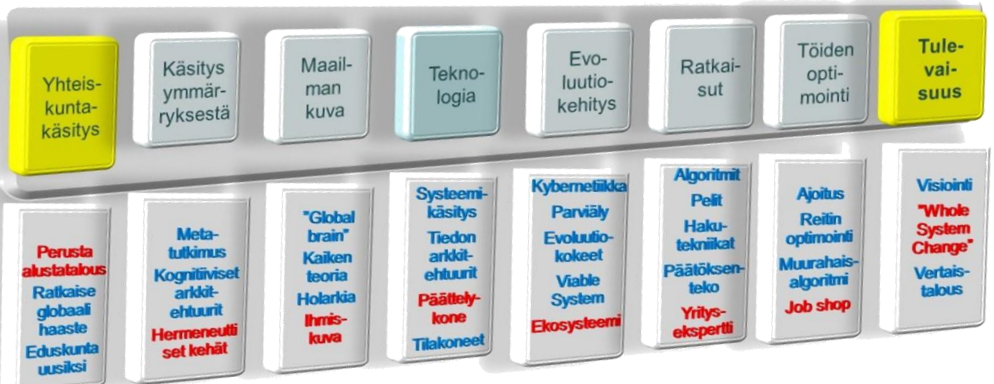 Yhteis-
kunta-
käsitys
Käsitys
ymmär-
ryksestä
Maail-
man
kuva
Tekno-
logia
Evo-
luutio-
kehitys
Ratkai-
sut
Töiden
opti-
mointi
Tule-
vai-
suus
Perusta
alustatalous
Ratkaise
globaali
haaste
Eduskunta
uusiksi
Meta-
tutkimus
Kognitiiviset
arkkit-
ehtuurit
Hermeneutti
set kehät
"Global
brain"
Kaiken
teoria
Holarkia
Ihmis-
kuva
Systeemi-
käsitys
Tiedon
arkkit-
ehtuurit
Päättely-
kone
Tilakoneet
Kybernetiikka
Parviäly
Evoluutio-
kokeet
Viable
System
Ekosysteemi
Algoritmit
Pelit
Haku-
tekniikat
Päätöksen-
teko
Yritys-
ekspertti
Ajoitus
Reitin
optimointi
Muurahais-
algoritmi
Job shop
Visiointi
"Whole
System
Change"
Vertais-
talous